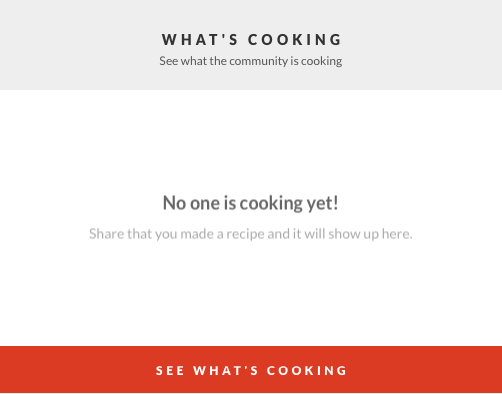 WHAT'S COOKING
See what the community is cooking
No one is cooking yet!
Share that you made a recipe and it will show up here.
SEE WHAT'S COOKING